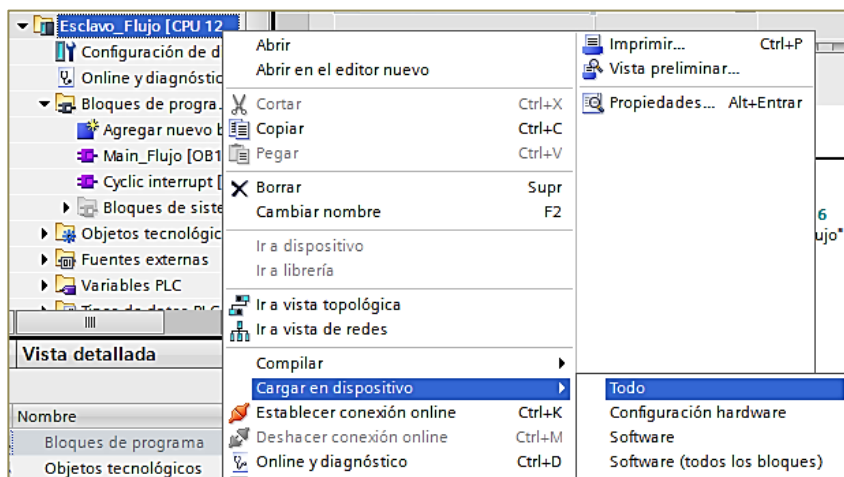 Esclavo_Flujo [CPU 12
Configuración de d
Online y diagnóstic
Bloques de progra.
Agregar nuevo b
Main_Flujo [OB1
Cyclic interrupt [
Bloques de siste
Objetos tecnológic
Fuentes externas
Variables PLC
Vista detallada
Nombre
Bloques de programa
Objetos tecnológicos
Abrir
Abrir en el editor nuevo
Cortar Ctrl+X
Copiar Ctrl+C
Pegar Ctrl+V
Borrar Supr
Cambiar nombre F2
Ir a dispositivo
Ir a librería
Ir a vista topológica
Ir a vista de redes
Compilar
Cargar en dispositivo
Establecer conexión online Ctrl+K
Deshacer conexión online Ctrl+M
Online y diagnóstico Ctrl+D
Imprimir... Ctrl+P
Vista preliminar...
Propiedades... Alt+Entrar
6
ujo"
Todo
Configuración hardware
Software
Software (todos los bloques)